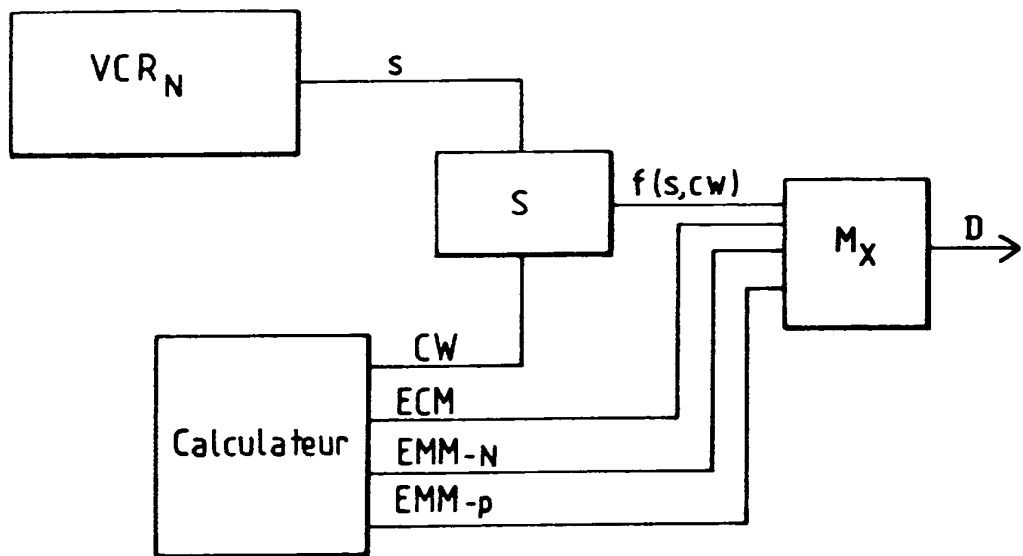 VCR_N
s
S
f(s,cw)
M_X
D
CW
ECM
Calculateur
EMM-N
EMM-p